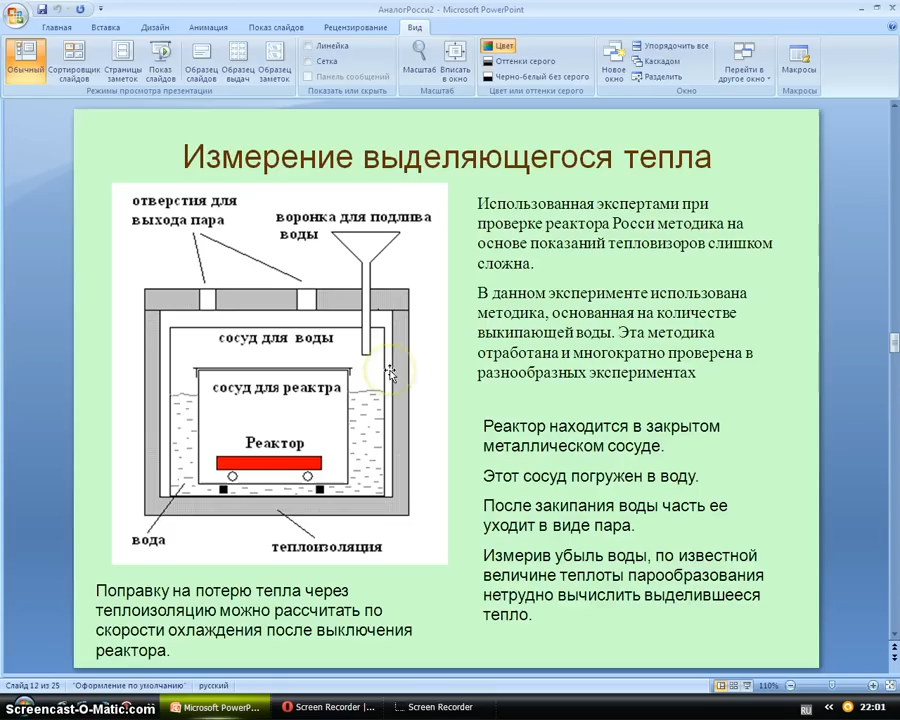 АналогРосси2 - Microsoft PowerPoint
Главная Вставка Дизайн Анимация Показ слайдов Рецензирование Вид
Обычный
Сортировщик слайдов
Страницы заметок
Показ слайдов
Образец слайдов
Образец выдач
Образец заметок
Режимы просмотра презентации
Линейка
Сетка
Панель сообщений
Показать или скрыть
Масштаб
Вписать в окно
Масштаб
Цвет
Оттенки серого
Черно-белый без серого
Цвет или оттенки серого
Новое окно
Упорядочить все
Каскадом
Разделить
Перейти в другое окно
Окно
Макросы
Макросы
Измерение выделяющегося тепла
отверстия для
выхода пара
воронка для подлива
воды
сосуд для воды
сосуд для реактра
Реактор
вода
теплоизоляция
Использованная экспертами при
проверке реактора Росси методика на
основе показаний тепловизоров слишком
сложна.
В данном эксперименте использована
методика, основанная на количестве
выкипающей воды. Эта методика
отработана и многократно проверена в
разнообразных экспериментах
Реактор находится в закрытом
металлическом сосуде.
Этот сосуд погружен в воду.
После закипания воды часть ее
уходит в виде пара.
Измерив убыль воды, по известной
величине теплоты парообразования
нетрудно вычислить выделившееся
тепло.
Поправку на потерю тепла через
теплоизоляцию можно рассчитать по
скорости охлаждения после выключения
реактора.
Слайд 12 из 25 "Оформление по умолчанию" русский 110%
Microsoft PowerP... Screen Recorder |... Screen Recorder RU 22:01
Screencast-O-Matic.com